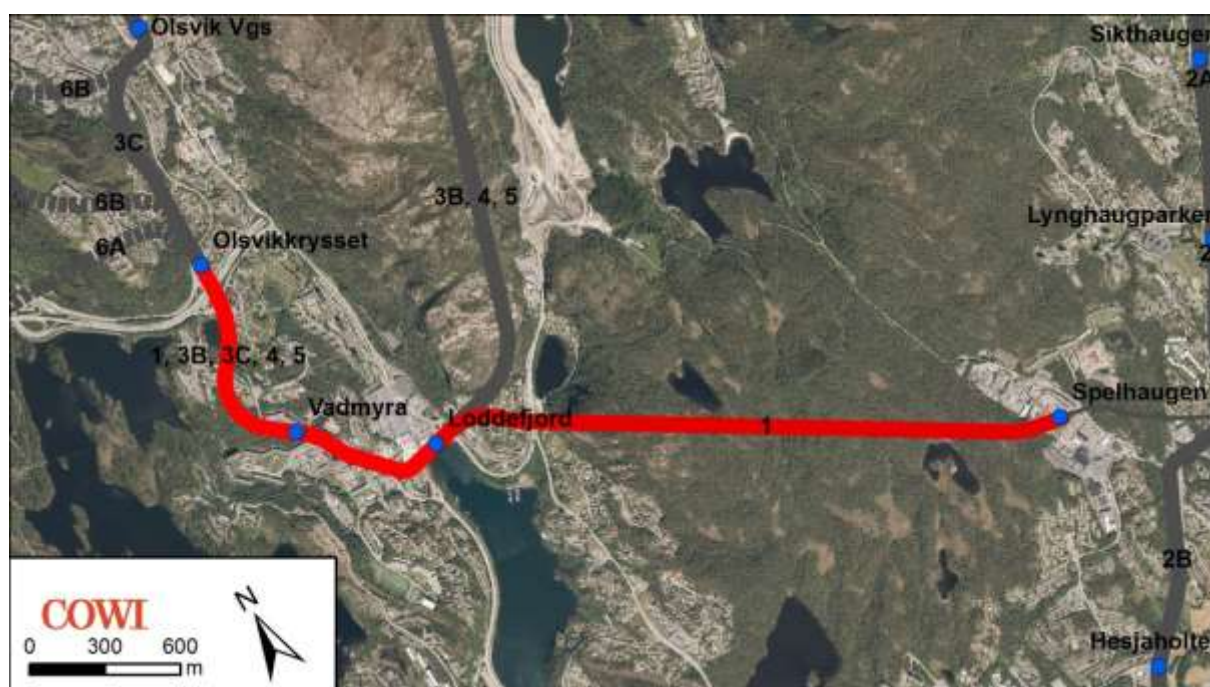 Olsvik Vgs
Sikthaugen
6B
2A
3C
3B, 4, 5
6B
Lynghaugparken
6A
Olsvikkrysset
2
1, 3B, 3C, 4, 5
Vadmyra
Loddefjord
Spelhaugen
1
2B
COWI
N
0 300 600
m
Hesjaholte